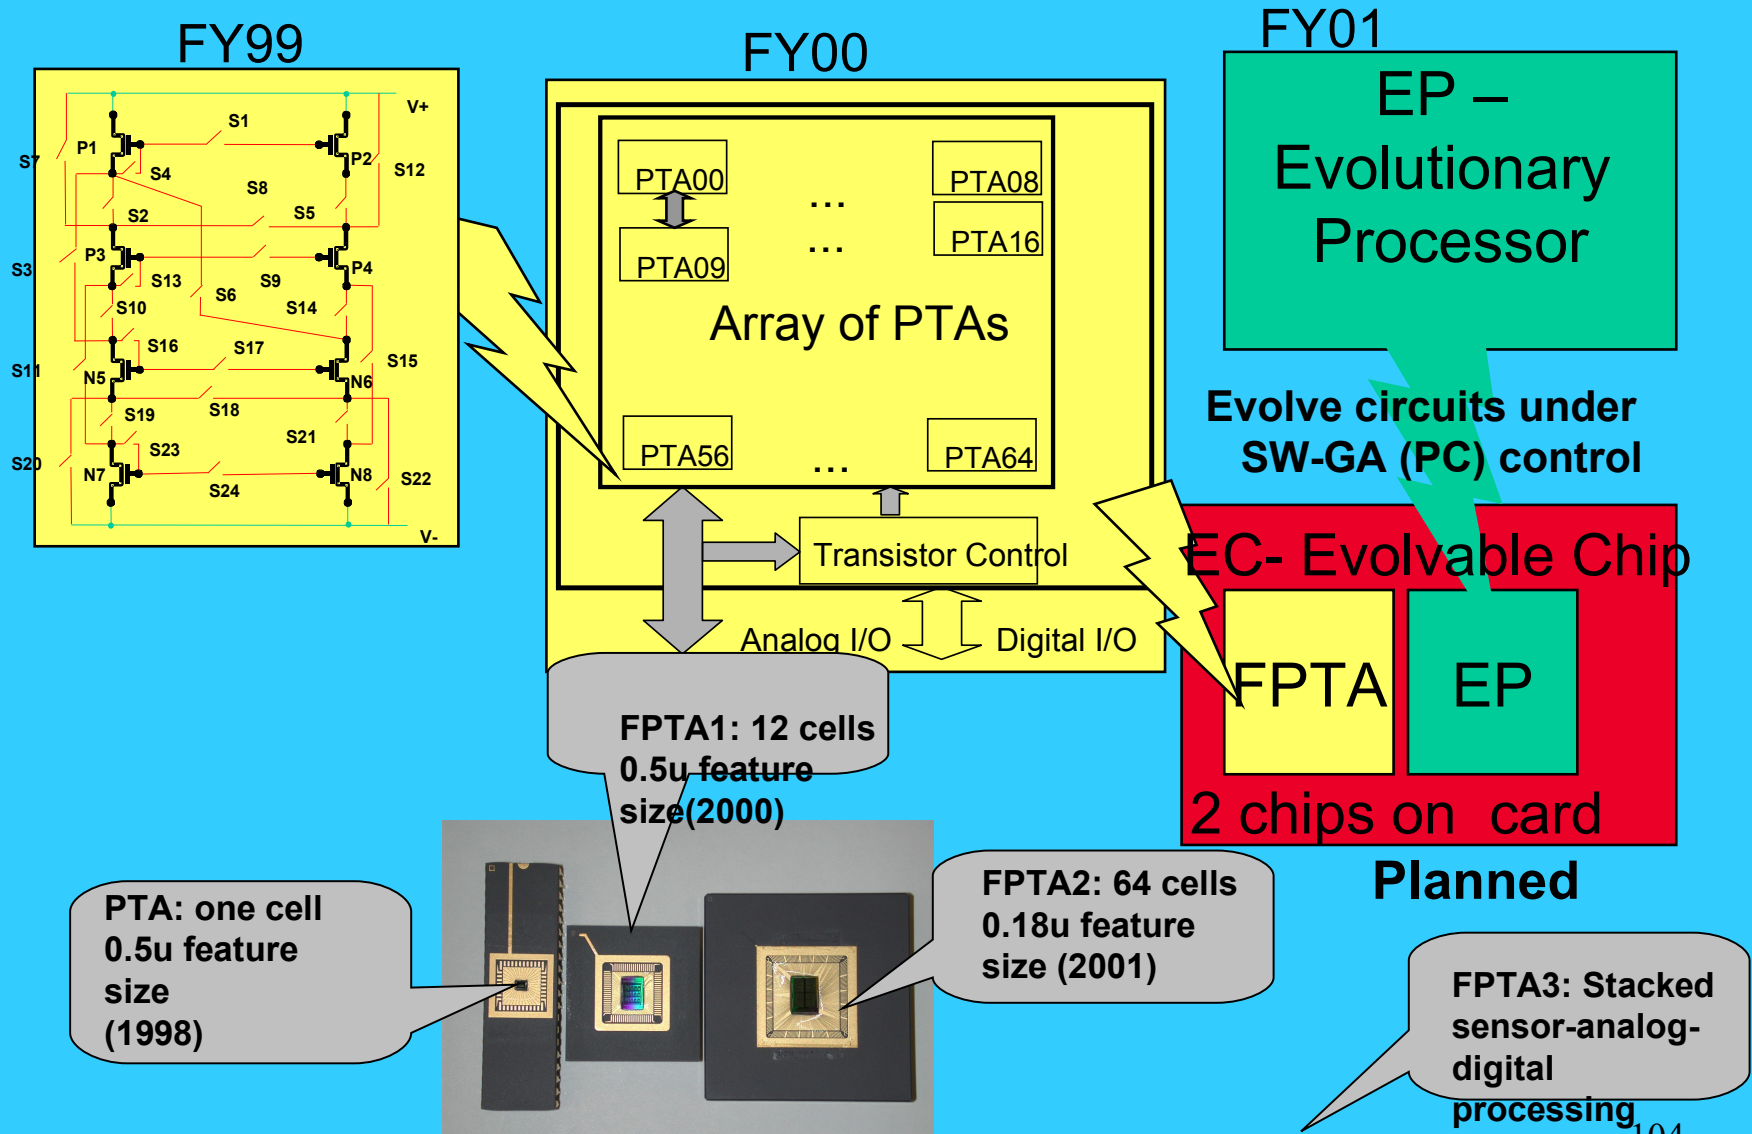 FY99
V+
S1
P1
P2
S7
S4
S12
S8
S2
S5
P3
P4
S3
S13
S9
S6
S10
S14
S16
S17
S15
S11
N5
N6
S19
S18
S21
S23
S20
N7
S24
N8
S22
V-
FY00
PTA00
...
PTA08
PTA09
...
PTA16
Array of PTAs
PTA56
...
PTA64
Transistor Control
Analog I/O
Digital I/O
FY01
EP –
Evolutionary
Processor
Evolve circuits under
SW-GA (PC) control
EC- Evolvable Chip
FPTA
EP
2 chips on card
Planned
FPTA1: 12 cells
0.5u feature
size(2000)
PTA: one cell
0.5u feature
size
(1998)
FPTA2: 64 cells
0.18u feature
size (2001)
FPTA3: Stacked
sensor-analog-
digital
processing
104